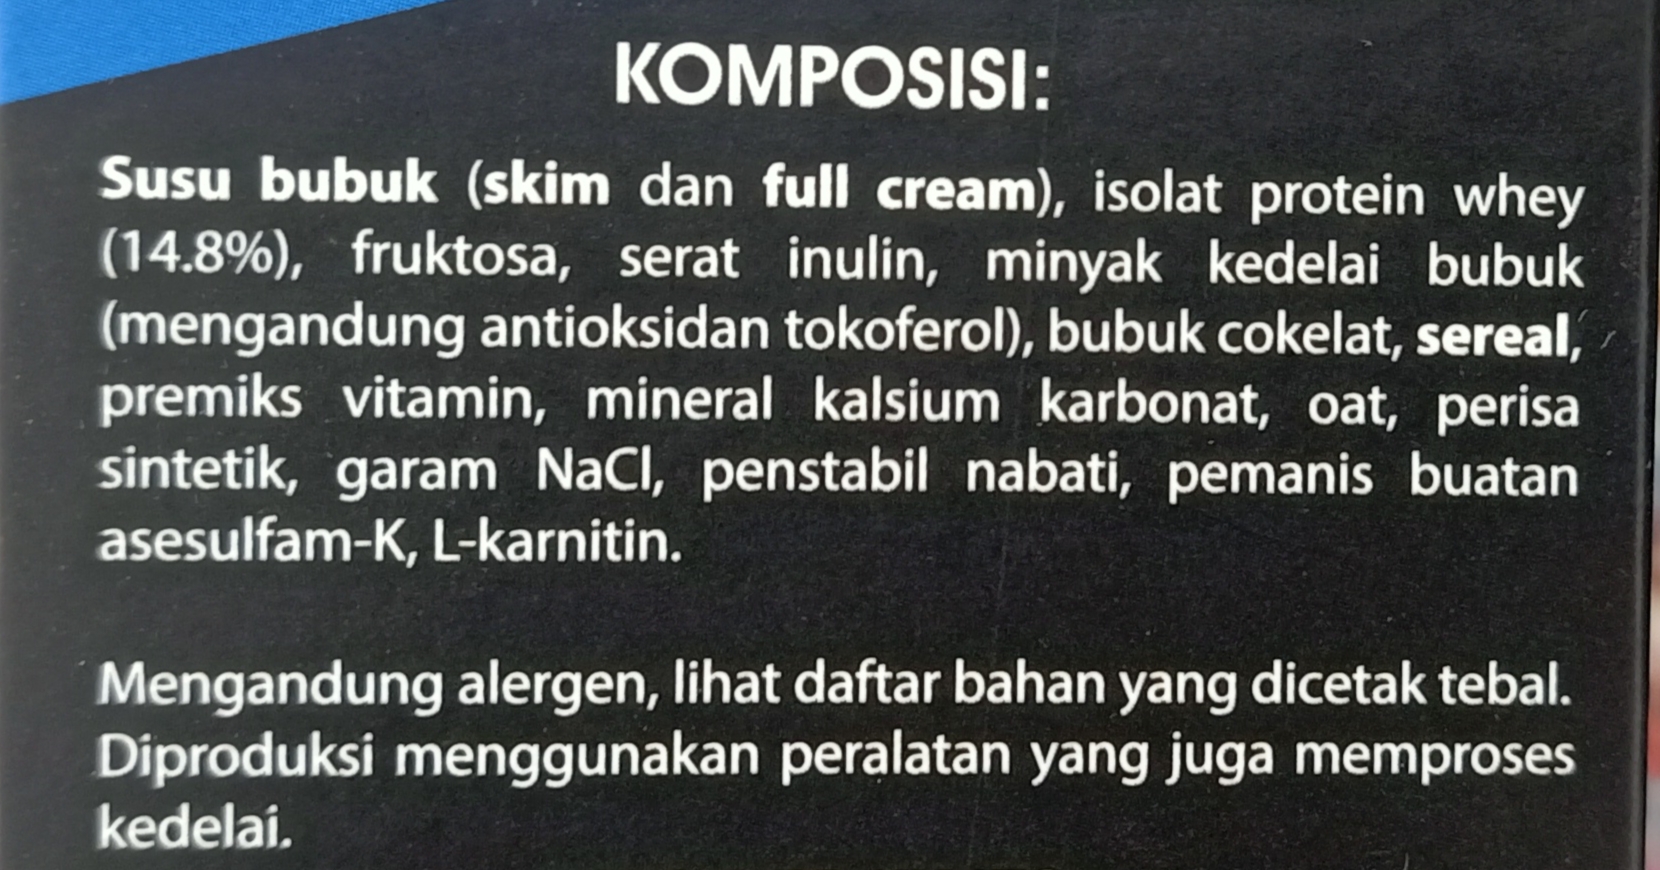 KOMPOSISI:
Susu bubuk (skim dan full cream), isolat protein whey
(14.8%), fruktosa, serat inulin, minyak kedelai bubuk
(mengandung antioksidan tokoferol), bubuk cokelat, sereal,
premiks vitamin, mineral kalsium karbonat, oat, perisa
sintetik, garam NaCl, penstabil nabati, pemanis buatan
asesulfam-K, L-karnitin.
Mengandung alergen, lihat daftar bahan yang dicetak tebal.
Diproduksi menggunakan peralatan yang juga memproses
kedelai.